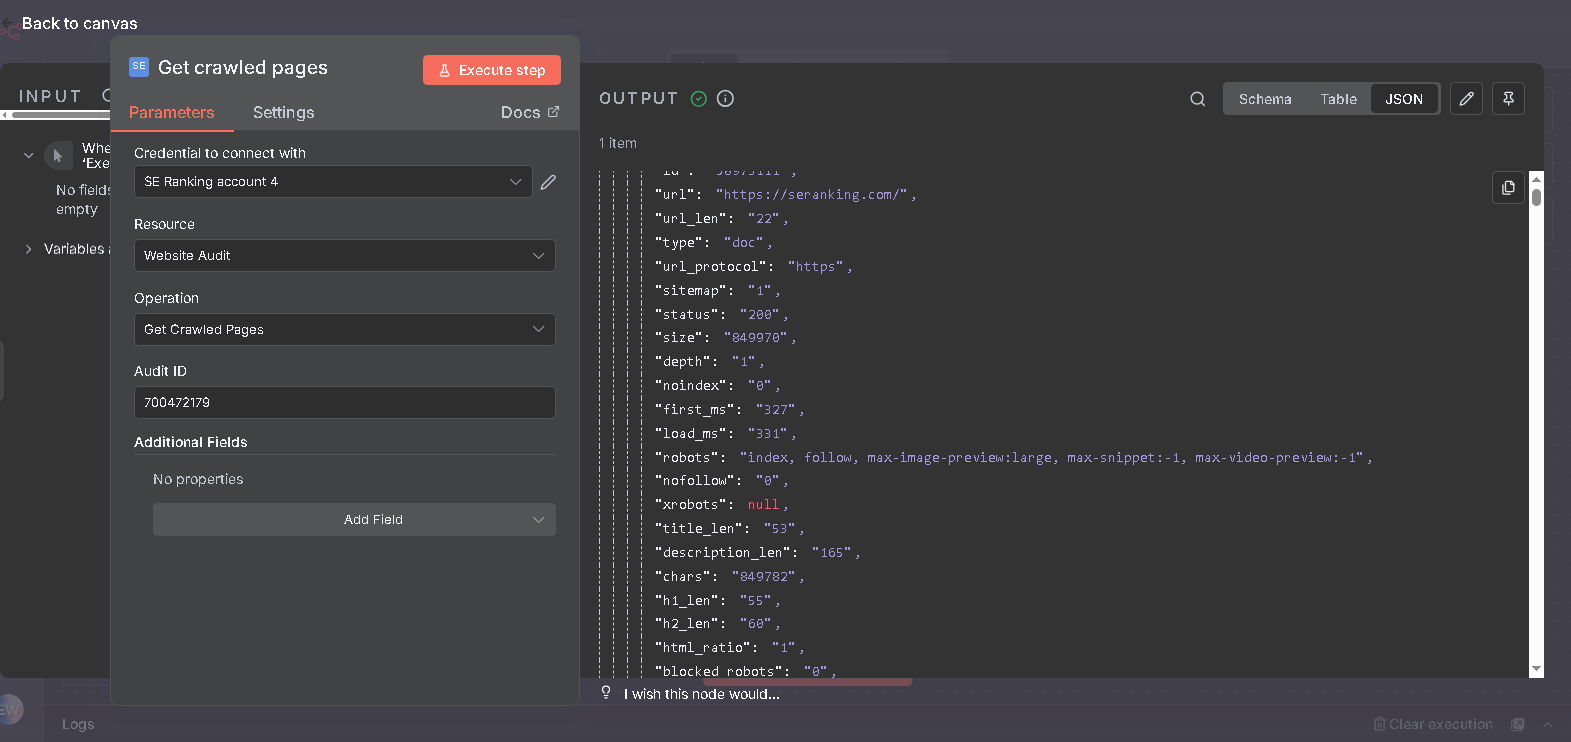 Back to canvas
INPUT
Whe
‘Exe
No fields
empty
Variables a
SE
Get crawled pages
Execute step
Parameters
Settings
Docs
Credential to connect with
SE Ranking account 4
Resource
Website Audit
Operation
Get Crawled Pages
Audit ID
700472179
Additional Fields
No properties
Add Field
OUTPUT
Schema
Table
JSON
1 item
"url": "https://seranking.com/",
"url_len": "22",
"type": "doc",
"url_protocol": "https",
"sitemap": "1",
"status": "200",
"size": "849970",
"depth": "1",
"noindex": "0",
"first_ms": "327",
"load_ms": "331",
"robots": "index, follow, max-image-preview:large, max-snippet:-1, max-video-preview:-1",
"nofollow": "0",
"xrobots": null,
"title_len": "53",
"description_len": "165",
"chars": "849782",
"h1_len": "55",
"h2_len": "60",
"html_ratio": "1",
"blocked_robots": "0",
I wish this node would...
EW
Logs
Clear execution